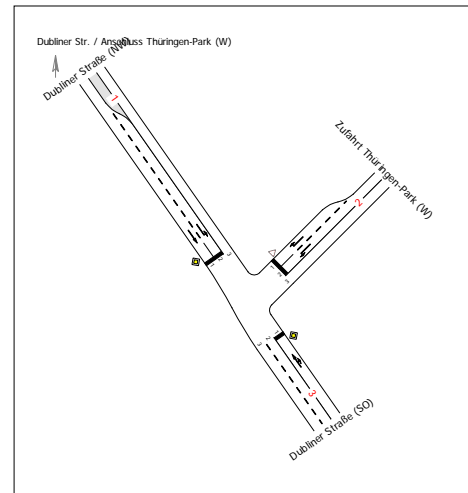 Dubliner Str. / Anschluss Thüringen-Park (W)
Dubliner Straße (NW)
1
Zufahrt Thüringen-Park (W)
2
3
Dubliner Straße (SO)